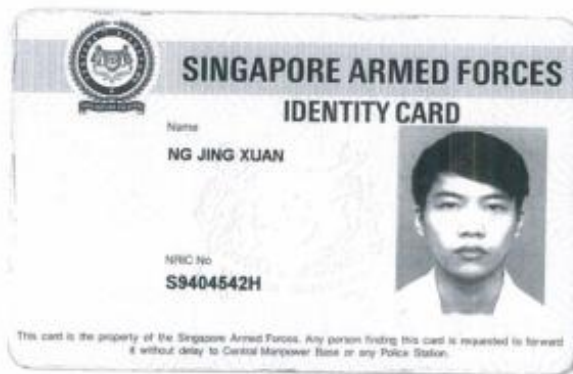 SINGAPORE ARMED FORCES
IDENTITY CARD
Name
NG JING XUAN
NRIC No
S9404542H
This card is the property of the Singapore Armed Forces. Any person finding this card is requested to forward
it without delay to Central Manpower Base or any Police Station.